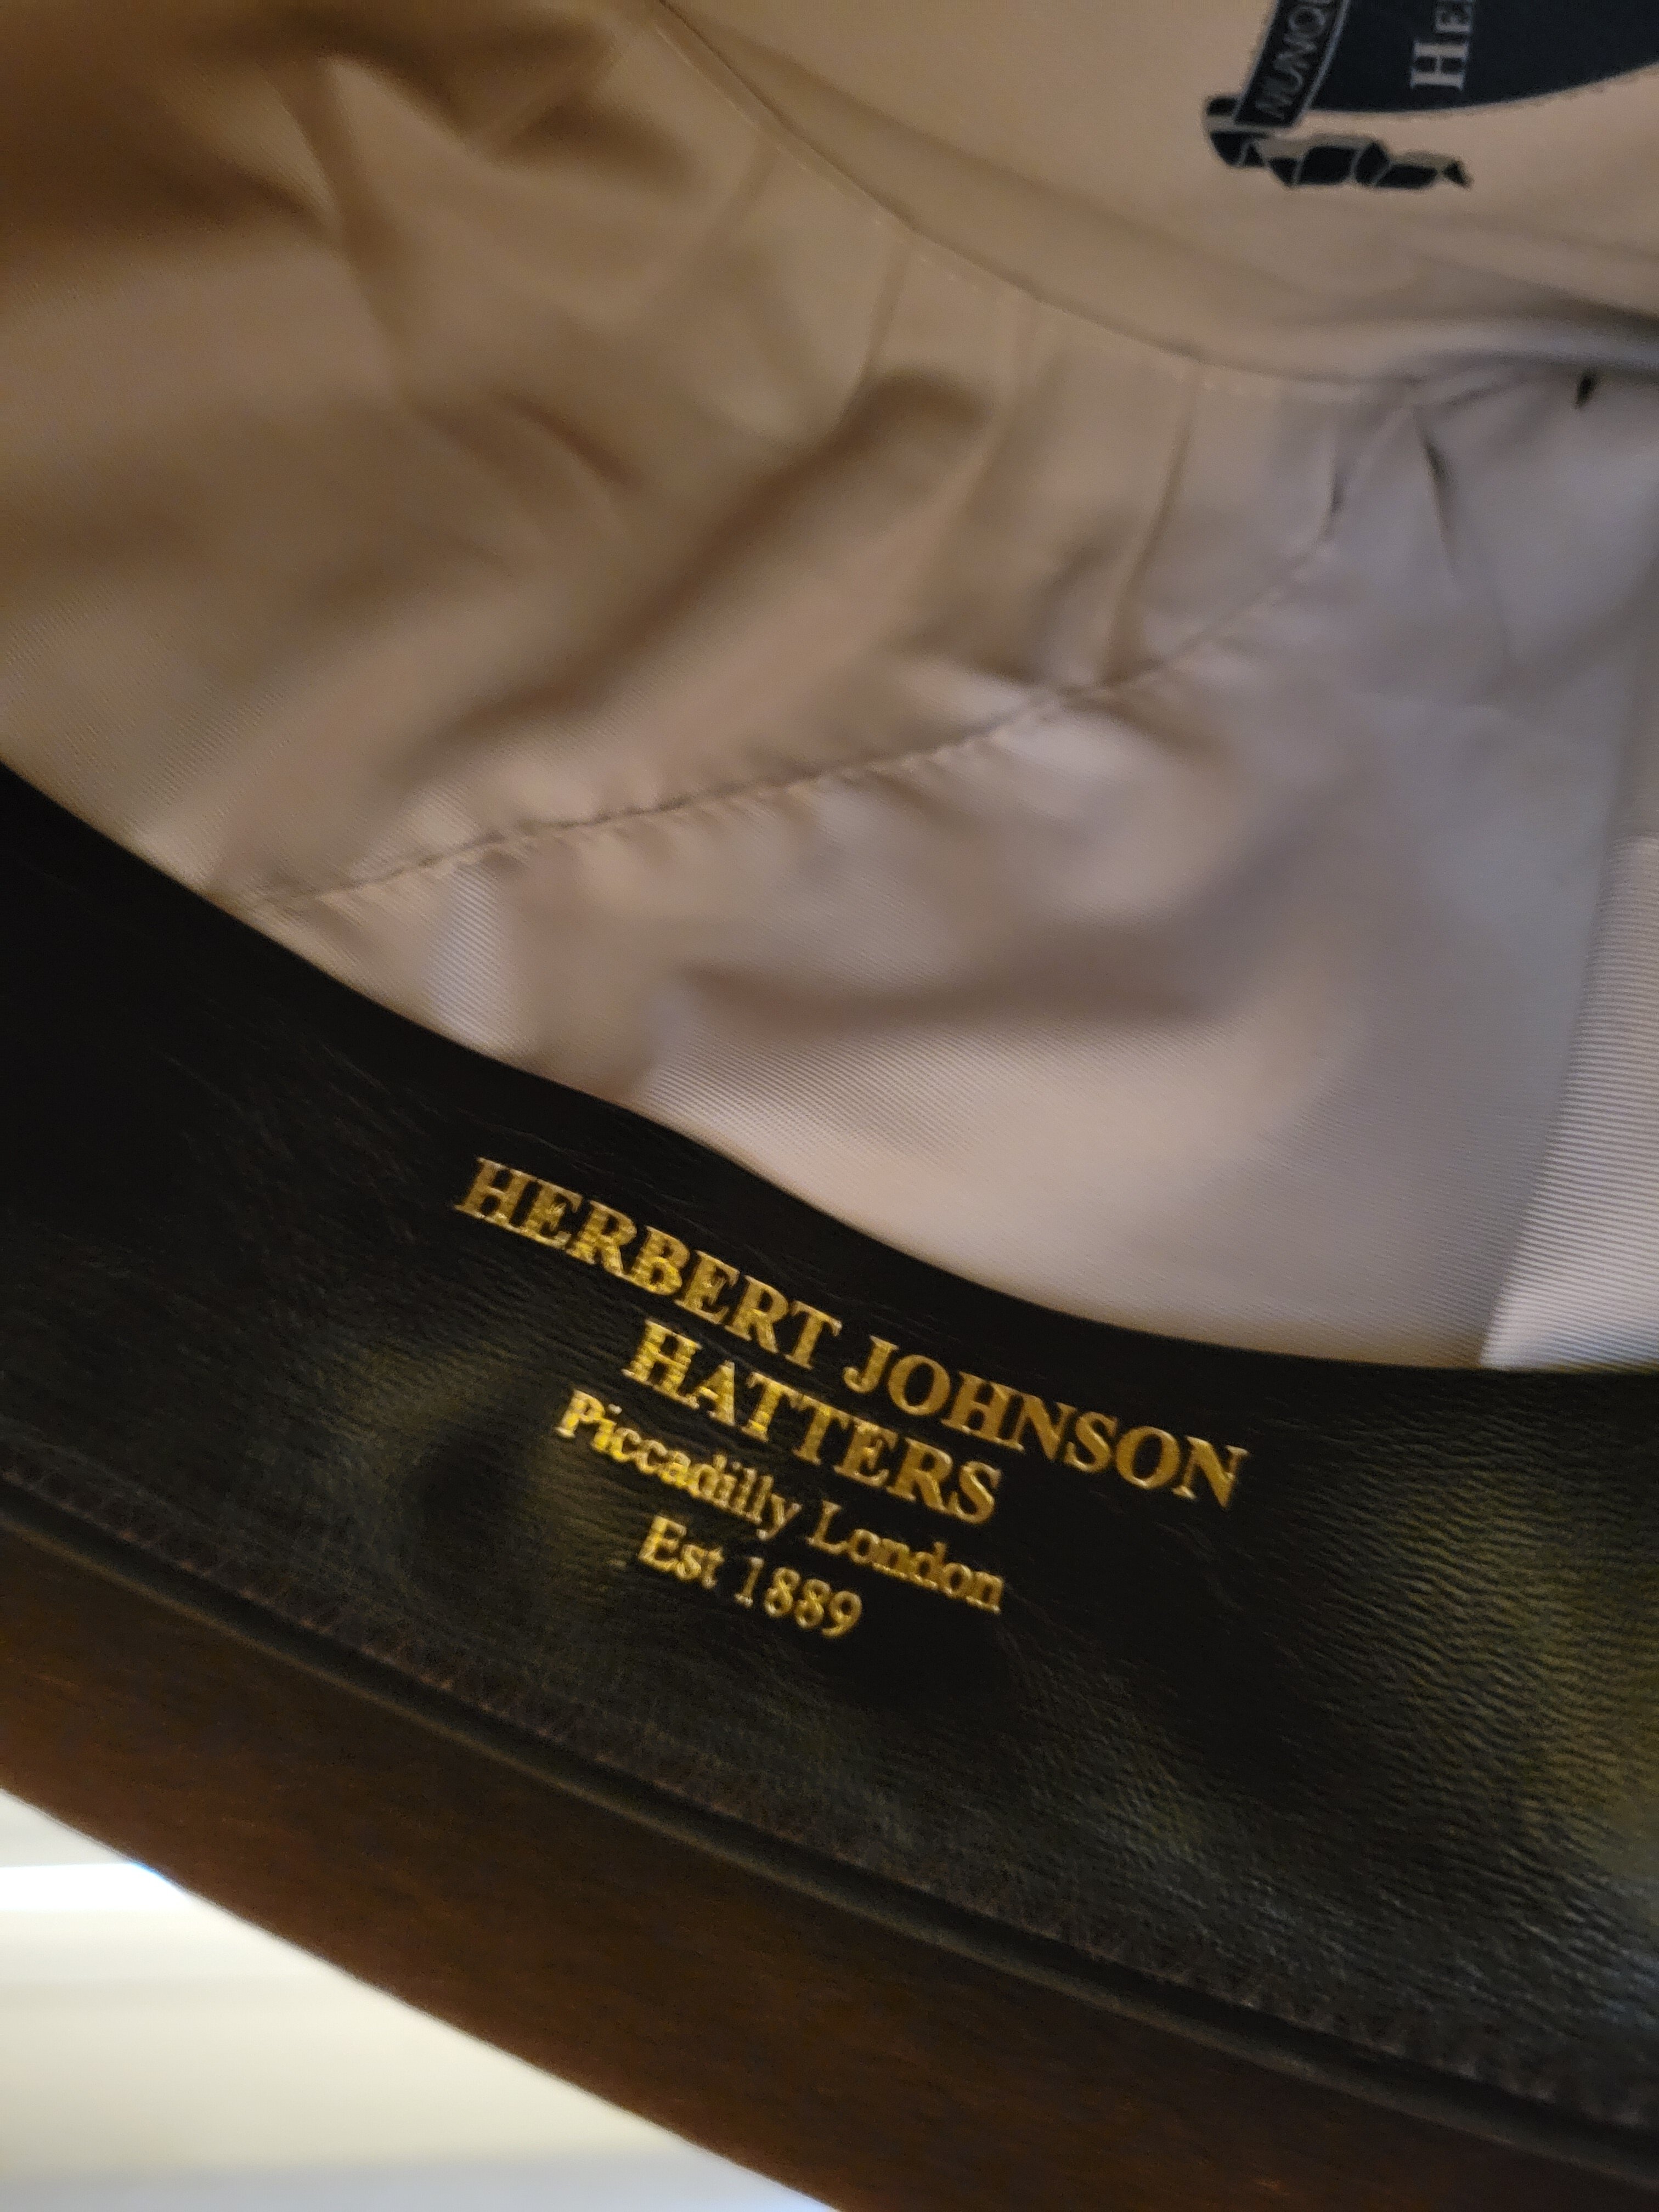 HERBERT JOHNSON
HATTERS
Piccadilly London
Est 1889